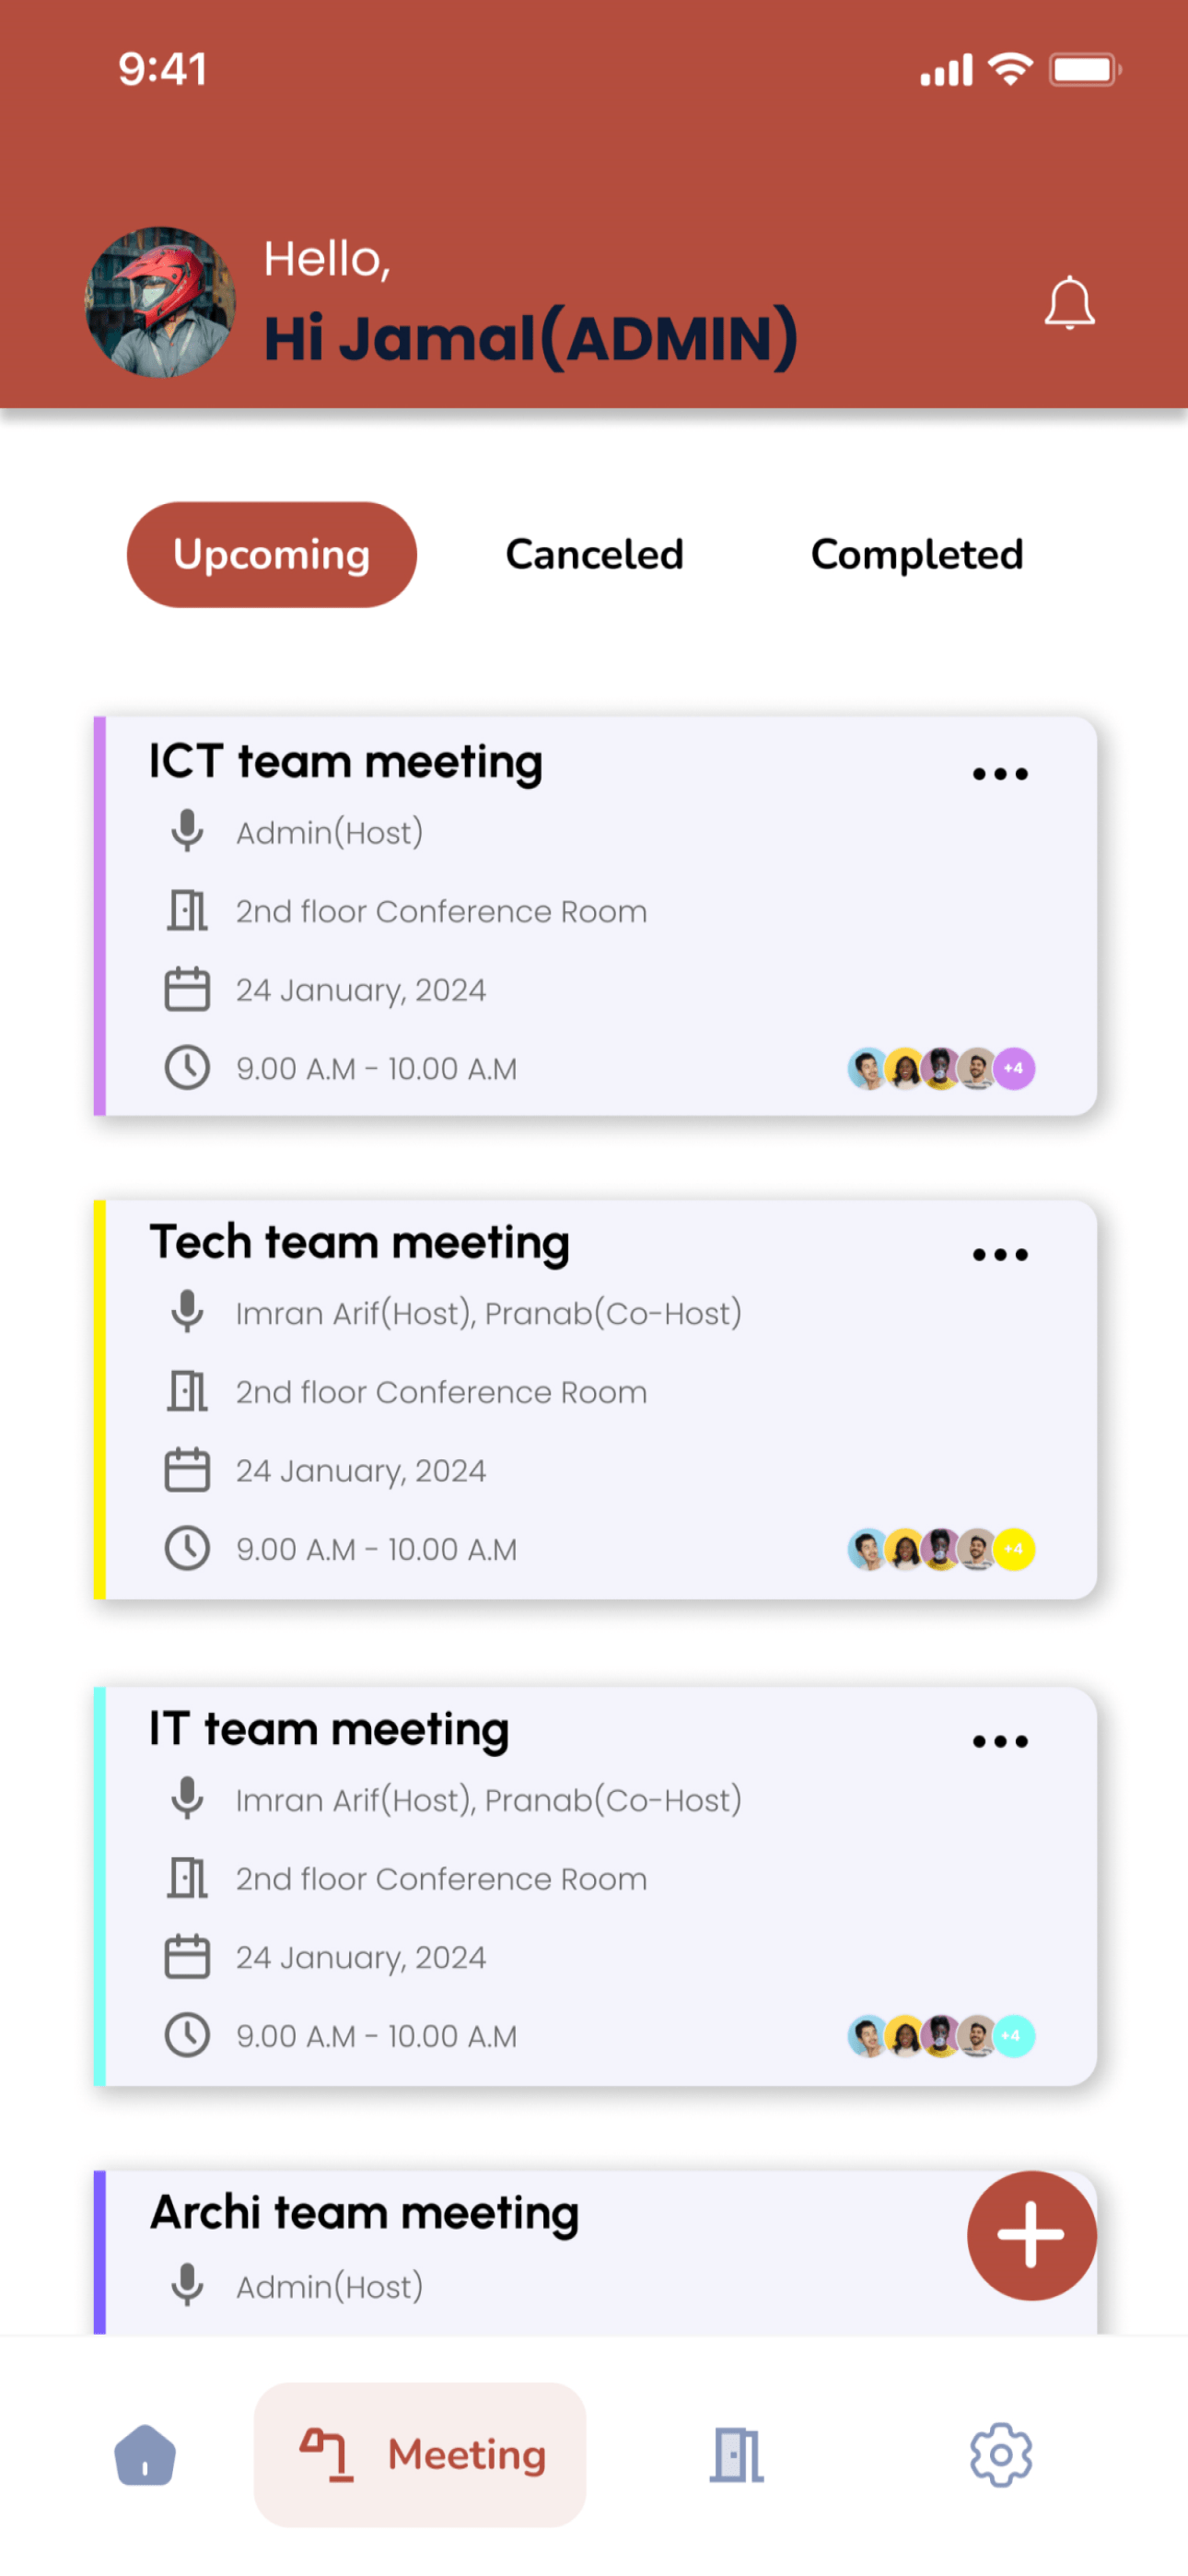 9:41
Hello,
Hi Jamal(ADMIN)
Upcoming
Canceled
Completed
ICT team meeting
Admin(Host)
2nd floor Conference Room
24 January, 2024
9.00 A.M - 10.00 A.M
+4
Tech team meeting
Imran Arif(Host), Pranab(Co-Host)
2nd floor Conference Room
24 January, 2024
9.00 A.M - 10.00 A.M
+4
IT team meeting
Imran Arif(Host), Pranab(Co-Host)
2nd floor Conference Room
24 January, 2024
9.00 A.M - 10.00 A.M
+4
Archi team meeting
Admin(Host)
Meeting